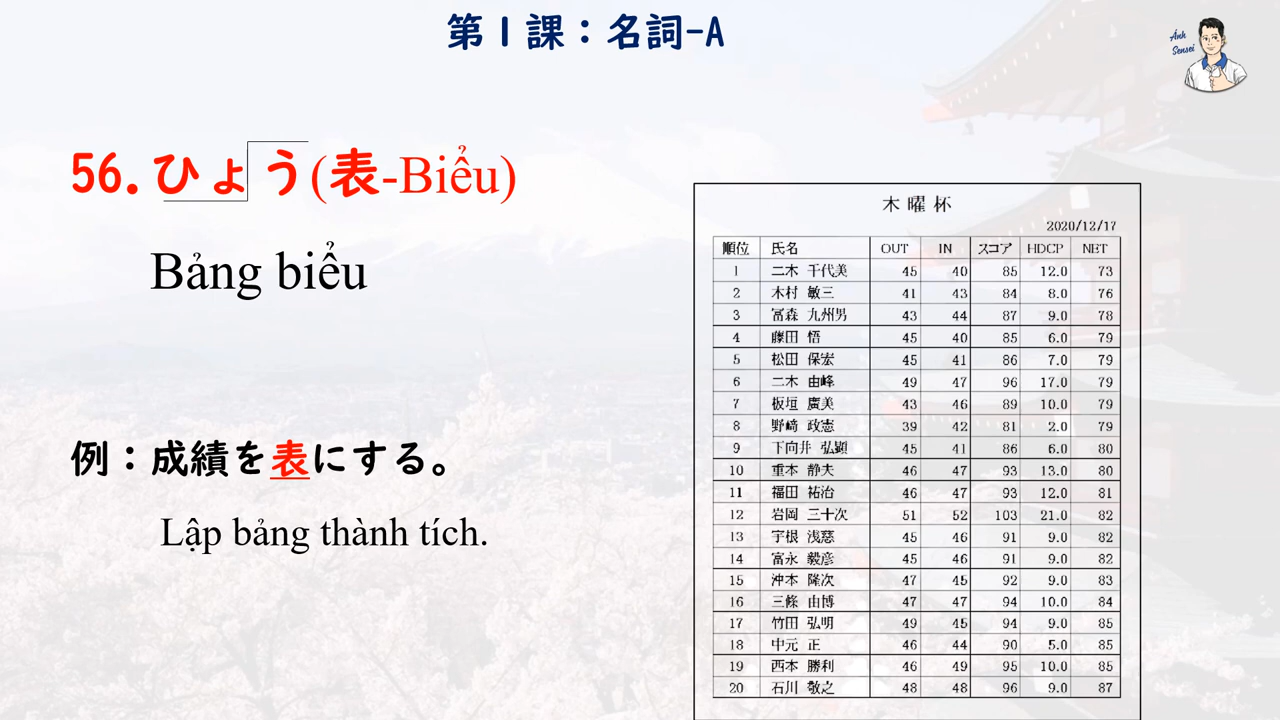 第1課：名詞-A
Ánh
Sensei
56.ひょう(表-Biểu)
Bảng biểu
例：成績を表にする。
Lập bảng thành tích.
木曜杯
2020/12/17
順位 氏名 OUT IN スコア HDCP NET
1 二木 千代美 45 40 85 12.0 73
2 木村 敏三 41 43 84 8.0 76
3 冨森 九州男 43 44 87 9.0 78
4 藤田 悟 45 40 85 6.0 79
5 松田 保宏 45 41 86 7.0 79
6 二木 由峰 49 47 96 17.0 79
7 板垣 廣美 43 46 89 10.0 79
8 野﨑 政憲 39 42 81 2.0 79
9 下向井 弘顕 45 41 86 6.0 80
10 重本 静夫 46 47 93 13.0 80
11 福田 祐治 46 47 93 12.0 81
12 岩岡 三十次 51 52 103 21.0 82
13 宇根 浅慈 45 46 91 9.0 82
14 富永 毅彦 45 46 91 9.0 82
15 沖本 隆次 47 45 92 9.0 83
16 三條 由博 47 47 94 10.0 84
17 竹田 弘明 49 45 94 9.0 85
18 中元 正 46 44 90 5.0 85
19 西本 勝利 46 49 95 10.0 85
20 石川 敬之 48 48 96 9.0 87